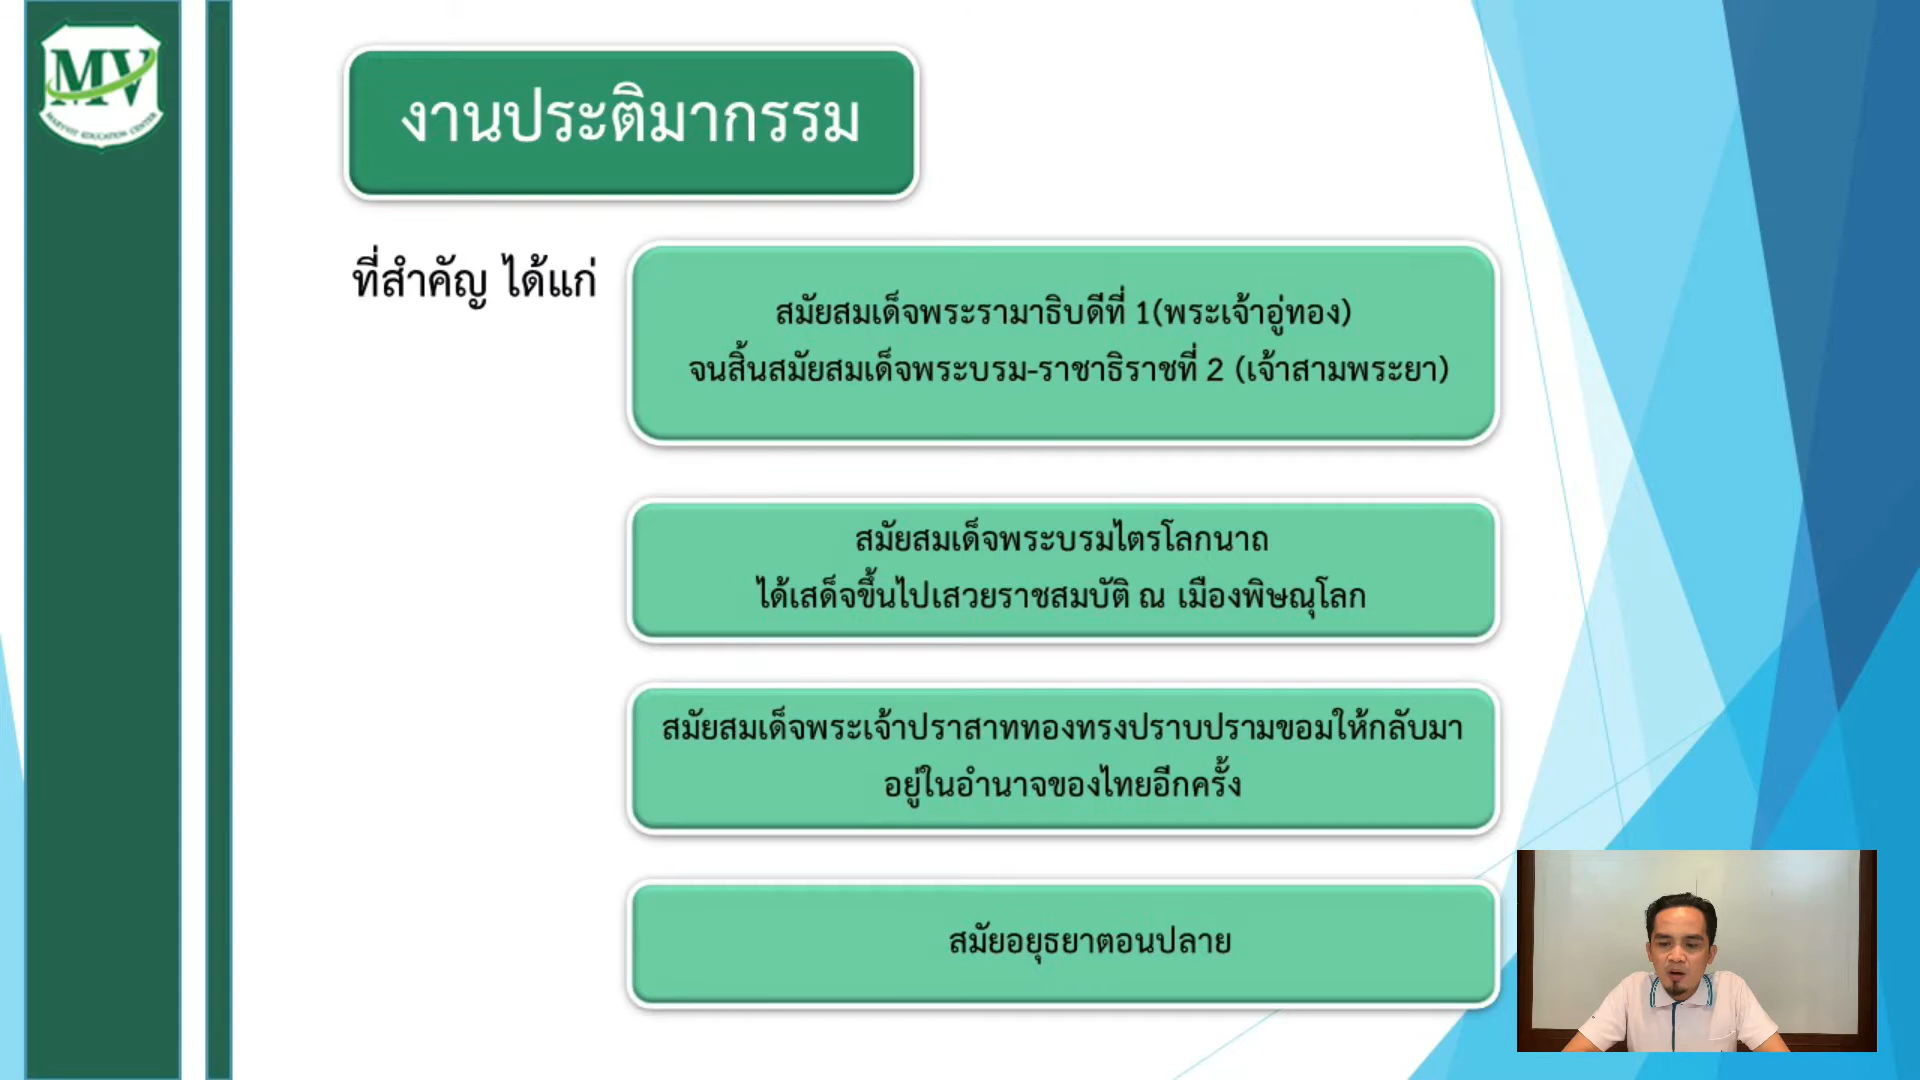 MV
MARYVIT EDUCATION CENTER
งานประติมากรรม
ที่สำคัญ ได้แก่
สมัยสมเด็จพระรามาธิบดีที่ 1(พระเจ้าอู่ทอง)
จนสิ้นสมัยสมเด็จพระบรม-ราชาธิราชที่ 2 (เจ้าสามพระยา)
สมัยสมเด็จพระบรมไตรโลกนาถ
ได้เสด็จขึ้นไปเสวยราชสมบัติ ณ เมืองพิษณุโลก
สมัยสมเด็จพระเจ้าปราสาททองทรงปราบปรามขอมให้กลับมา
อยู่ในอำนาจของไทยอีกครั้ง
สมัยอยุธยาตอนปลาย